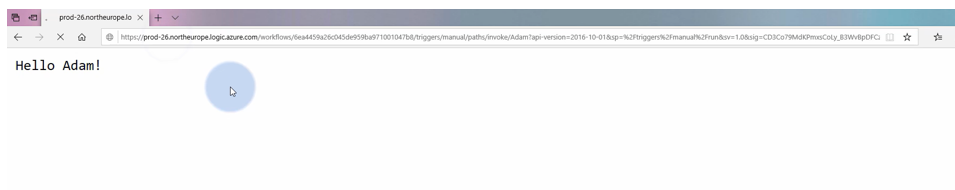 prod-26.northeurope.lo
https://prod-26.northeurope.logic.azure.com/workflows/6ea4459a26c045de959ba971001047b8/triggers/manual/paths/invoke/Adam?api-version=2016-10-01&sp=%2Ftriggers%2Fmanual%2Frun&sv=1.0&sig=CD3Co79MdKPmxsCoLy_B3Wv8pDFC
Hello Adam!